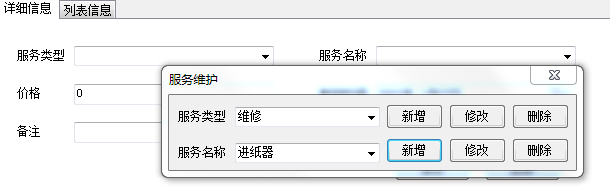 详细信息 列表信息
服务类型 服务名称
服务维护
价格 0
服务类型 维修 新增 修改 删除
备注
服务名称 进纸器 新增 修改 删除